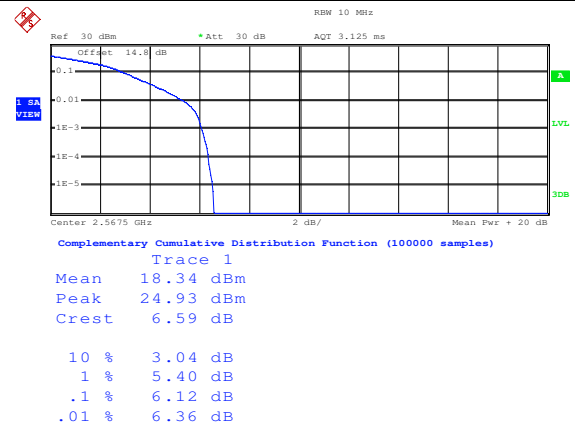 R S
RBW 10 MHz
Ref 30 dBm *Att 30 dB AQT 3.125 ms
Offset 14.8 dB
0.1
A
0.01
1 SA
VIEW
1E-3
LVL
1E-4
1E-5
3DB
Center 2.5675 GHz 2 dB/ Mean Pwr + 20 dB
Complementary Cumulative Distribution Function (100000 samples)
Trace 1
Mean 18.34 dBm
Peak 24.93 dBm
Crest 6.59 dB
10 % 3.04 dB
1 % 5.40 dB
.1 % 6.12 dB
.01 % 6.36 dB